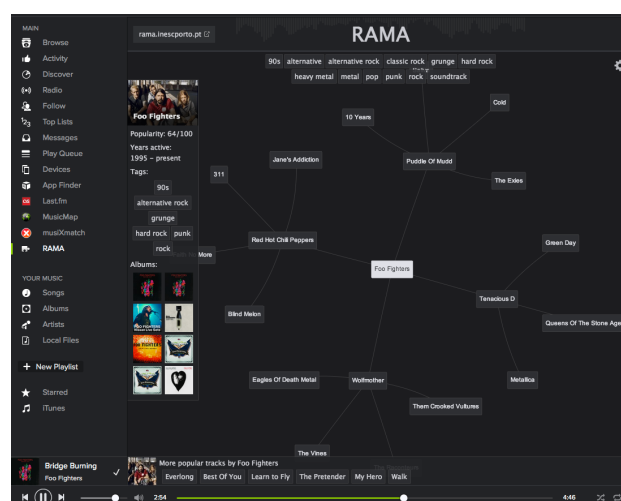 MAIN
Browse
Activity
Discover
Radio
Follow
Top Lists
Messages
Play Queue
Devices
App Finder
Last.fm
MusicMap
musiXmatch
RAMA
YOUR MUSIC
Songs
Albums
Artists
Local Files
+ New Playlist
Starred
iTunes
rama.inescporto.pt
RAMA
90s alternative alternative rock classic rock grunge hard rock
heavy metal metal pop punk rock soundtrack
Foo Fighters
Popularity: 64/100
Years active:
1995 - present
Tags:
90s
alternative rock
grunge
hard rock punk
rock
Albums:
Cold
10 Years
Jane's Addiction
Puddle Of Mudd
311
The Exies
Red Hot Chili Peppers
Green Day
More
Foo Fighters
Tenacious D
Blind Melon
Queens Of The Stone Age
Eagles Of Death Metal
Wolfmother
Metallica
Them Crooked Vultures
The Vines
Bridge Burning
Foo Fighters
More popular tracks by Foo Fighters
Everlong Best Of You Learn to Fly The Pretender My Hero Walk
2:54
4:46